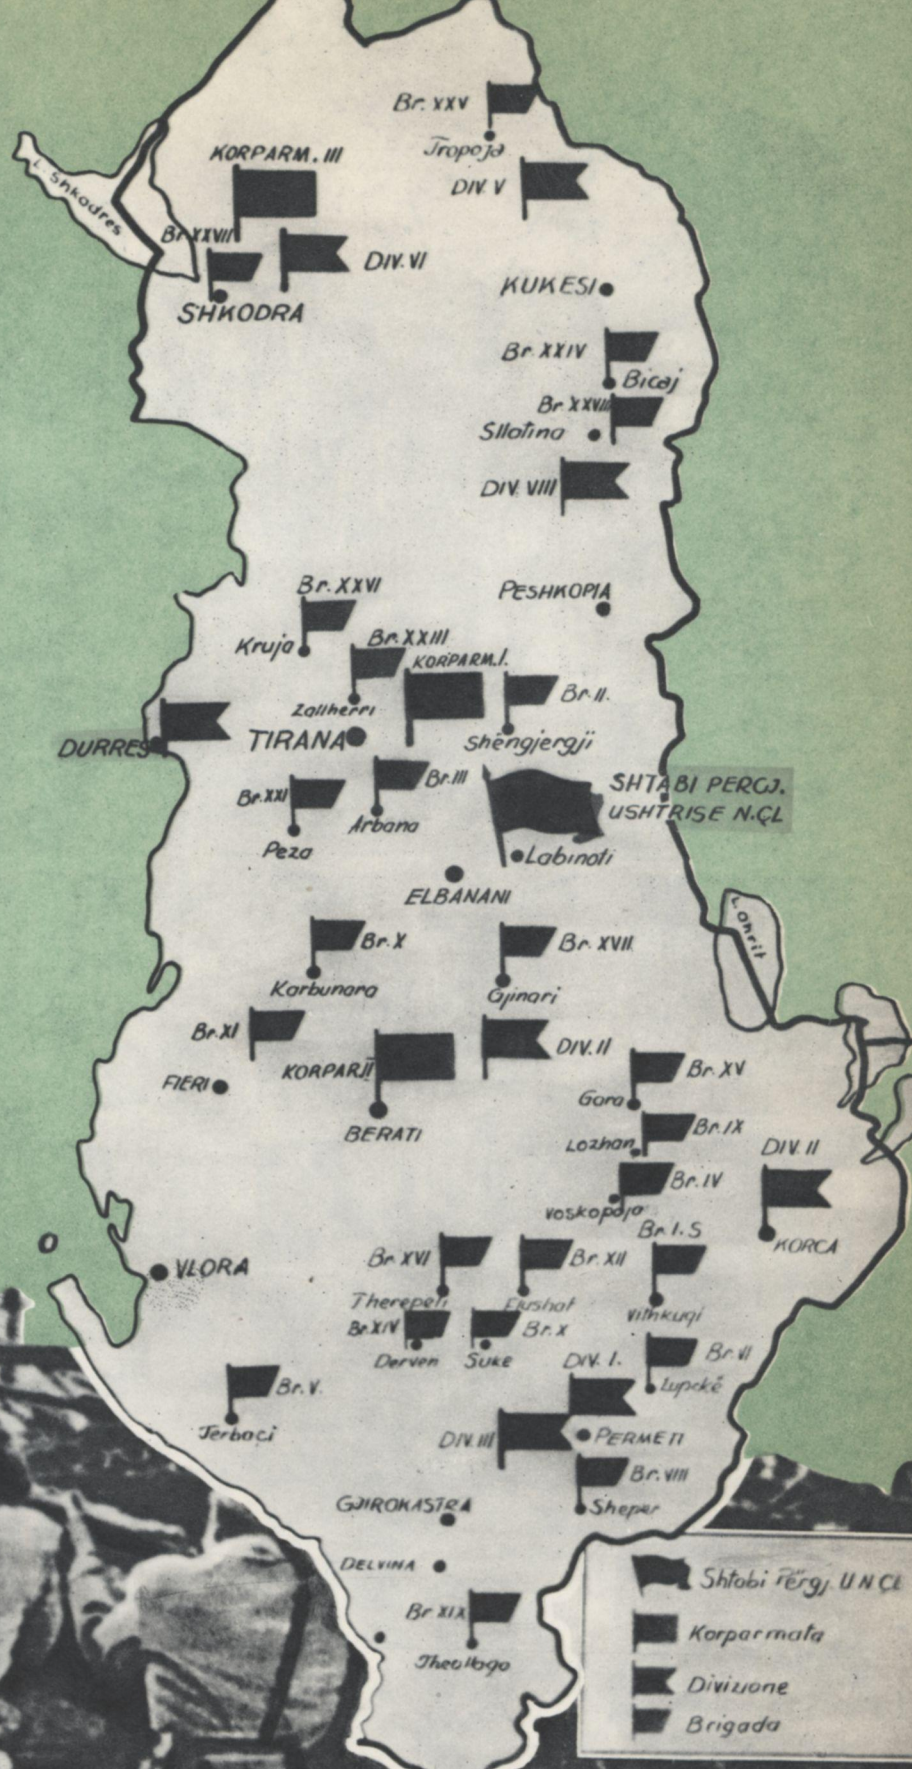 Br. XXV
Tropoja
KORPARM. III
DIV. V
L. Shkodres
Br. XXVII
DIV. VI
KUKESI
SHKODRA
Br. XXIV
Bicaj
Br. XXVIII
Sllatina
DIV. VIII
Br. XXVI
PESHKOPIA
Kruja
Br. XXIII
KORPARM. I.
Br. II.
Zallherri
DURRES
TIRANA
Shëngjergji
Br. III
SHTABI PERGJ.
USHTRISE N.ÇL
Br. XXI
Arbana
Peza
Labinoti
ELBANANI
L. Ohrit
Br. X
Br. XVII
Karbunara
Gjinari
Br. XI
DIV. II
KORPARJI
Br. XV
FIERI
Gora
BERATI
Br. IX
Lozhan
DIV. II
Br. IV
Voskopoja
Br. I. S
KORCA
Br. XVI
Br. XII
VLORA
Therepeli
Vithkuqi
Br. XIV
Br. X
Derven
Suke
DIV. I.
Br. VI
Br. V.
Lupckë
Terbaci
DIV. III
PERMETI
Br. VIII
GJIROKASTRA
Sheper
DELVINA
Br. XIX
Theollogo
Shtabi Përgj. U N ÇL
Korparmata
Divizione
Brigada